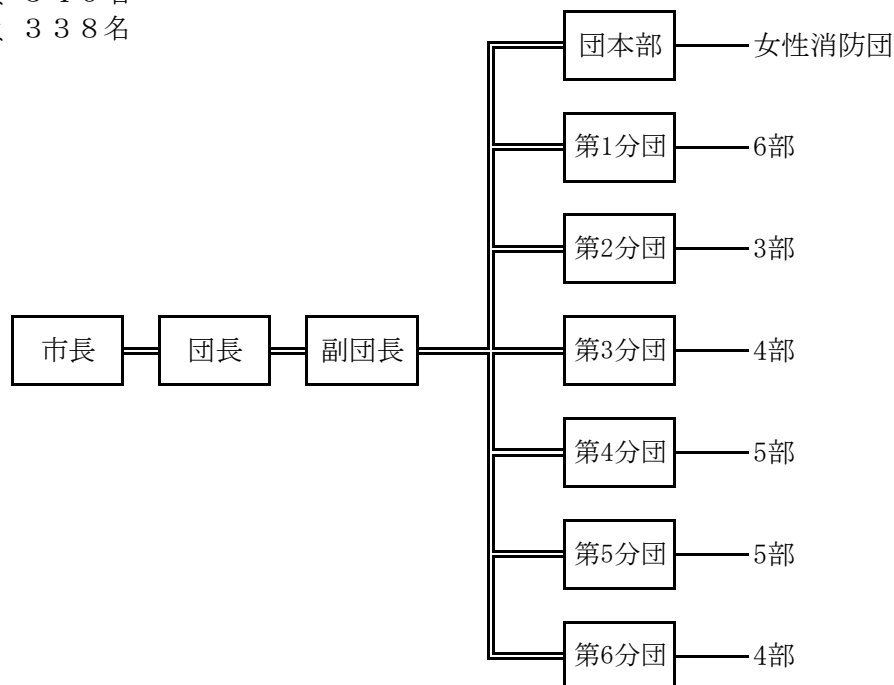 ３３８名
団本部 女性消防団
第1分団 6部
第2分団 3部
市長 団長 副団長 第3分団 4部
第4分団 5部
第5分団 5部
第6分団 4部